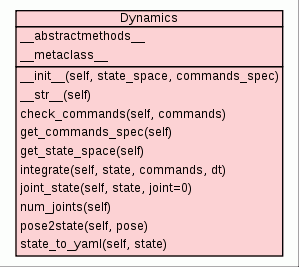 Dynamics
__abstractmethods__
__metaclass__
__init__(self, state_space, commands_spec)
__str__(self)
check_commands(self, commands)
get_commands_spec(self)
get_state_space(self)
integrate(self, state, commands, dt)
joint_state(self, state, joint=0)
num_joints(self)
pose2state(self, pose)
state_to_yaml(self, state)